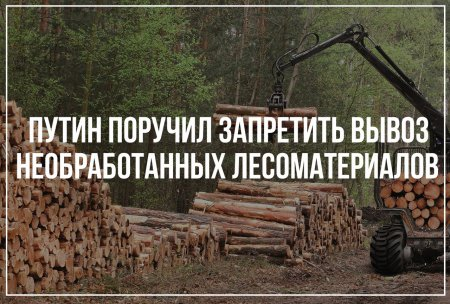 ПУТИН ПОРУЧИЛ ЗАПРЕТИТЬ ВЫВОЗ
НЕОБРАБОТАННЫХ ЛЕСОМАТЕРИАЛОВ